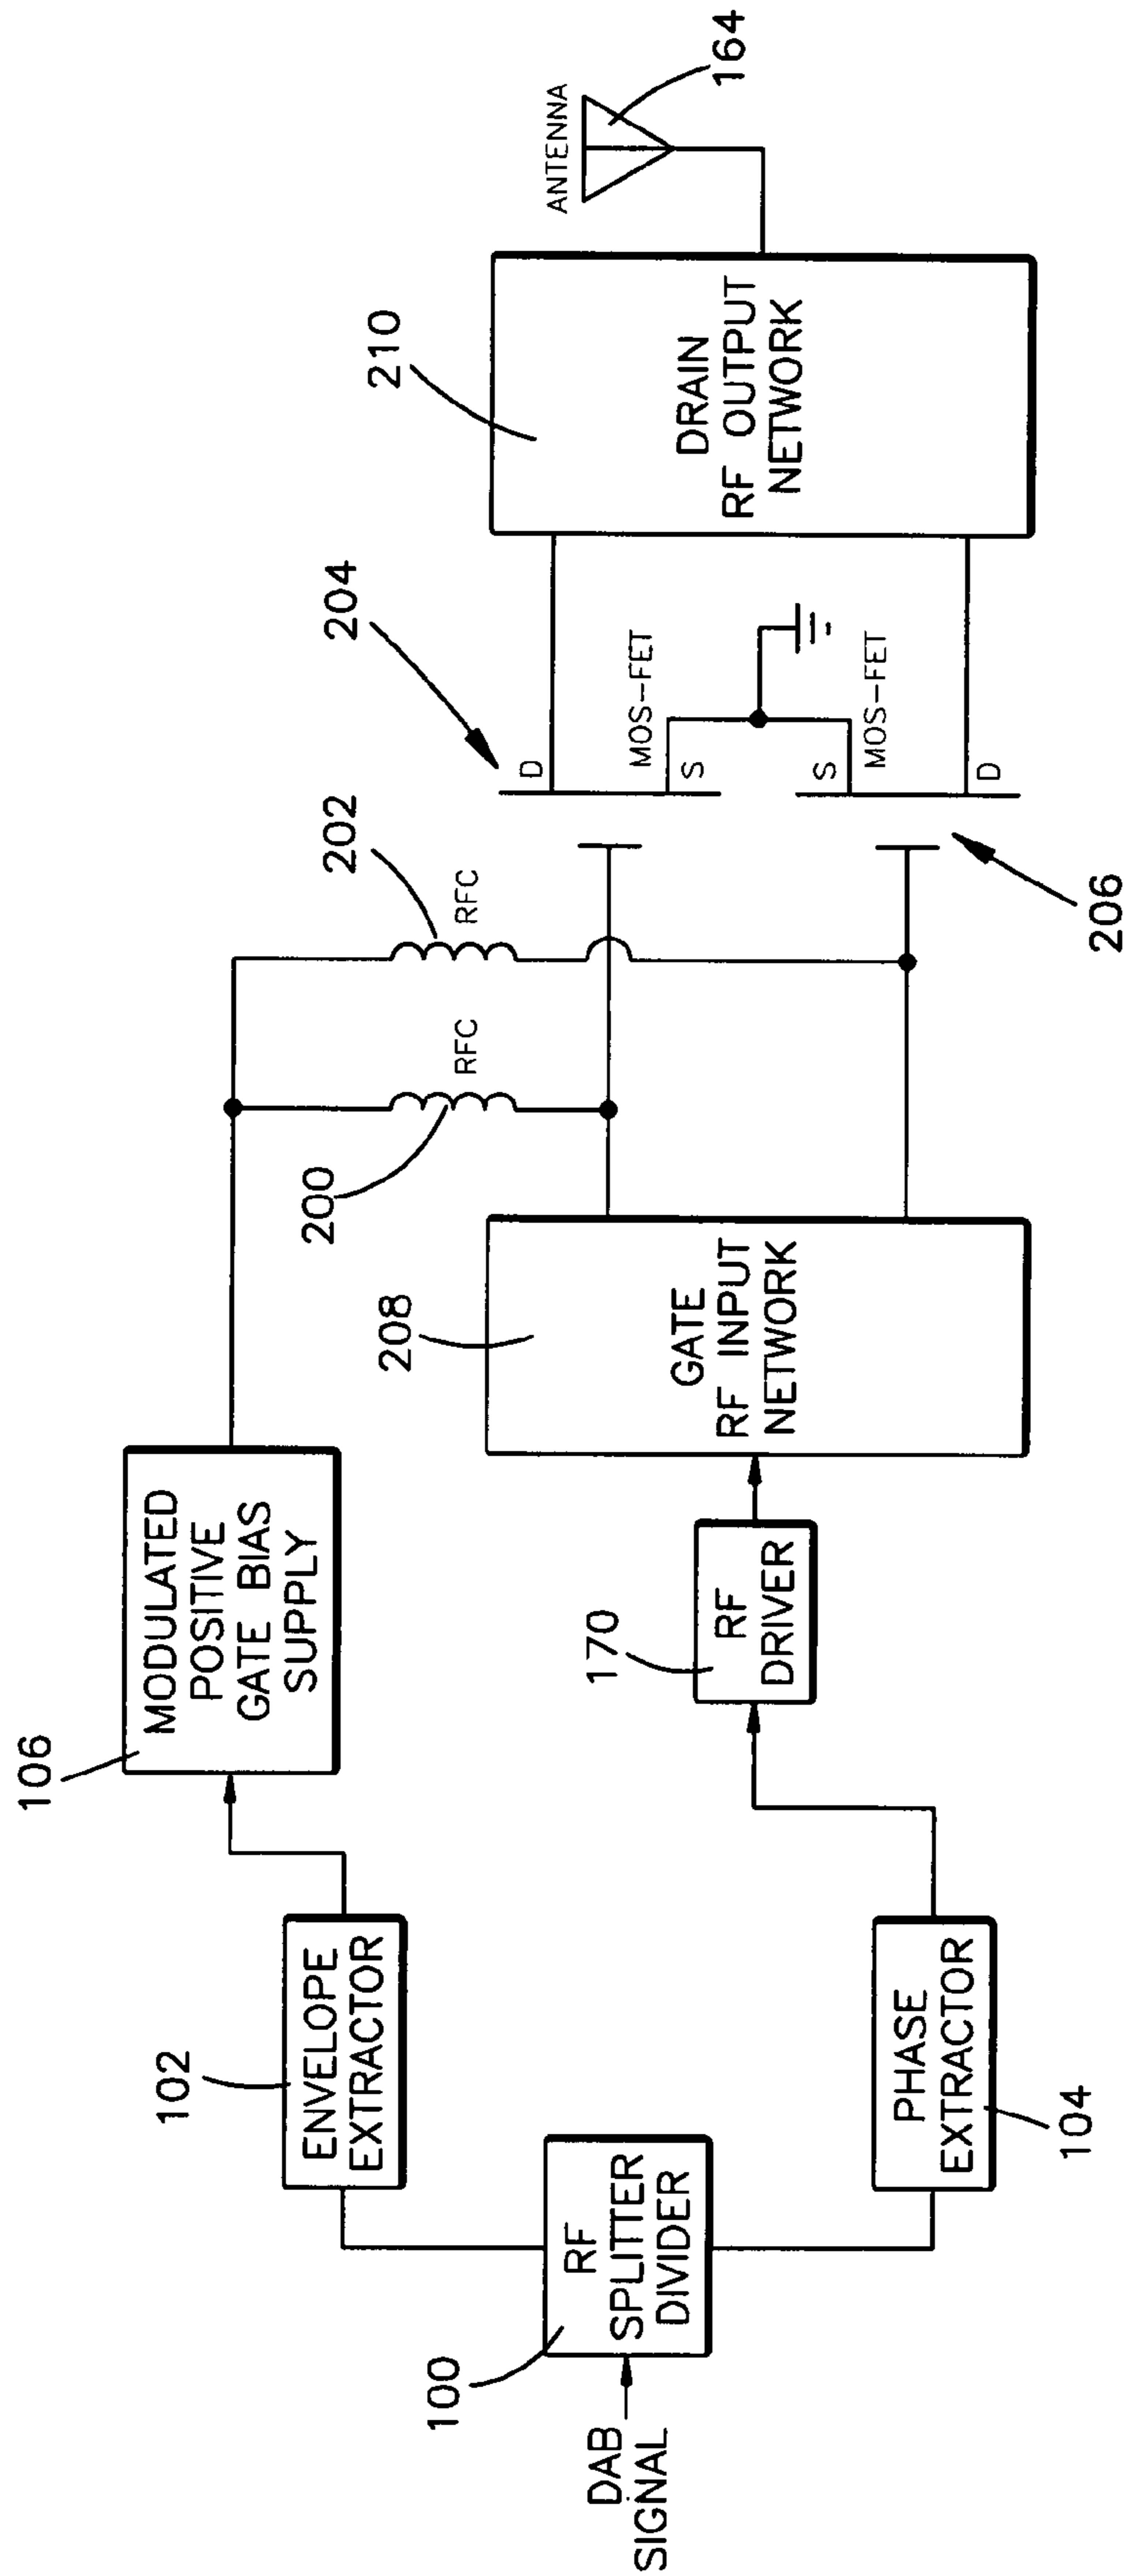 DAB
SIGNAL
100
RF
SPLITTER
DIVIDER
102
ENVELOPE
EXTRACTOR
104
PHASE
EXTRACTOR
106
MODULATED
POSITIVE
GATE BIAS
SUPPLY
170
RF
DRIVER
208
GATE
RF INPUT
NETWORK
200
RFC
202
RFC
204
D
MOS-FET
S
S
MOS-FET
D
206
210
DRAIN
RF OUTPUT
NETWORK
ANTENNA
164